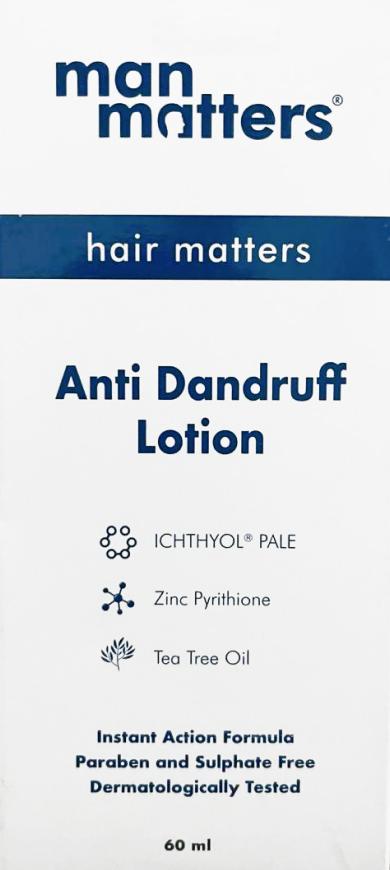 man
matters®
hair matters
Anti Dandruff
Lotion
ICHTHYOL® PALE
Zinc Pyrithione
Tea Tree Oil
Instant Action Formula
Paraben and Sulphate Free
Dermatologically Tested
60 ml